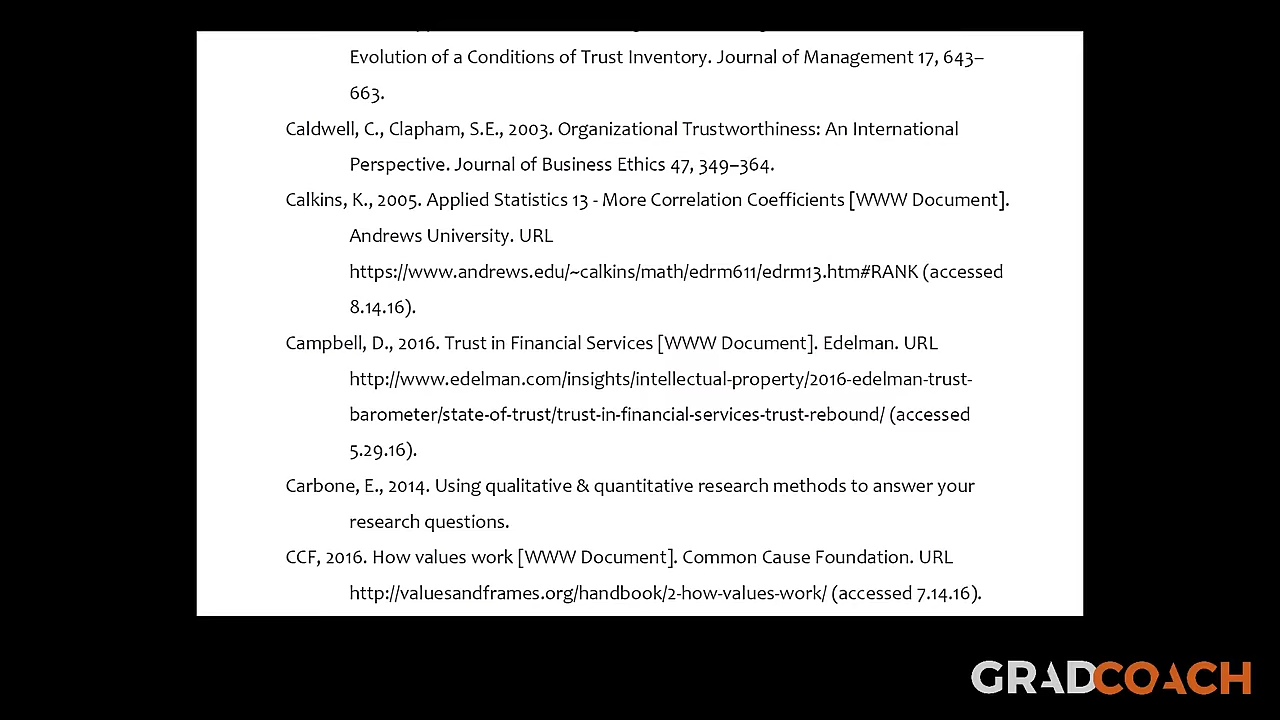 Evolution of a Conditions of Trust Inventory. Journal of Management 17, 643–
663.
Caldwell, C., Clapham, S.E., 2003. Organizational Trustworthiness: An International
Perspective. Journal of Business Ethics 47, 349–364.
Calkins, K., 2005. Applied Statistics 13 - More Correlation Coefficients [WWW Document].
Andrews University. URL
https://www.andrews.edu/~calkins/math/edrm611/edrm13.htm#RANK (accessed
8.14.16).
Campbell, D., 2016. Trust in Financial Services [WWW Document]. Edelman. URL
http://www.edelman.com/insights/intellectual-property/2016-edelman-trust-
barometer/state-of-trust/trust-in-financial-services-trust-rebound/ (accessed
5.29.16).
Carbone, E., 2014. Using qualitative & quantitative research methods to answer your
research questions.
CCF, 2016. How values work [WWW Document]. Common Cause Foundation. URL
http://valuesandframes.org/handbook/2-how-values-work/ (accessed 7.14.16).
GRADCOACH